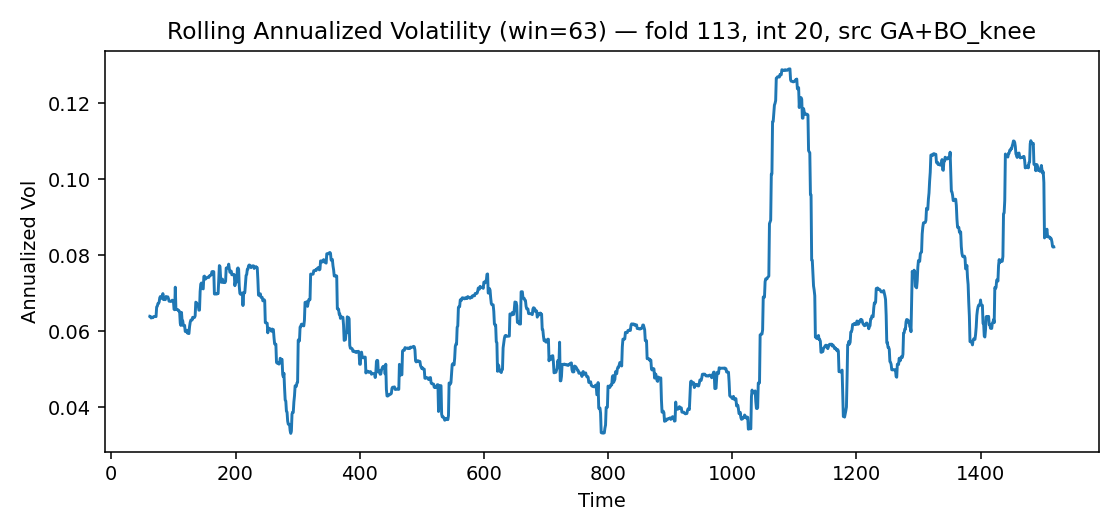 Rolling Annualized Volatility (win=63) — fold 113, int 20, src GA+BO_knee
0.12
0.10
0.08
0.06
0.04
Annualized Vol
0 200 400 600 800 1000 1200 1400
Time